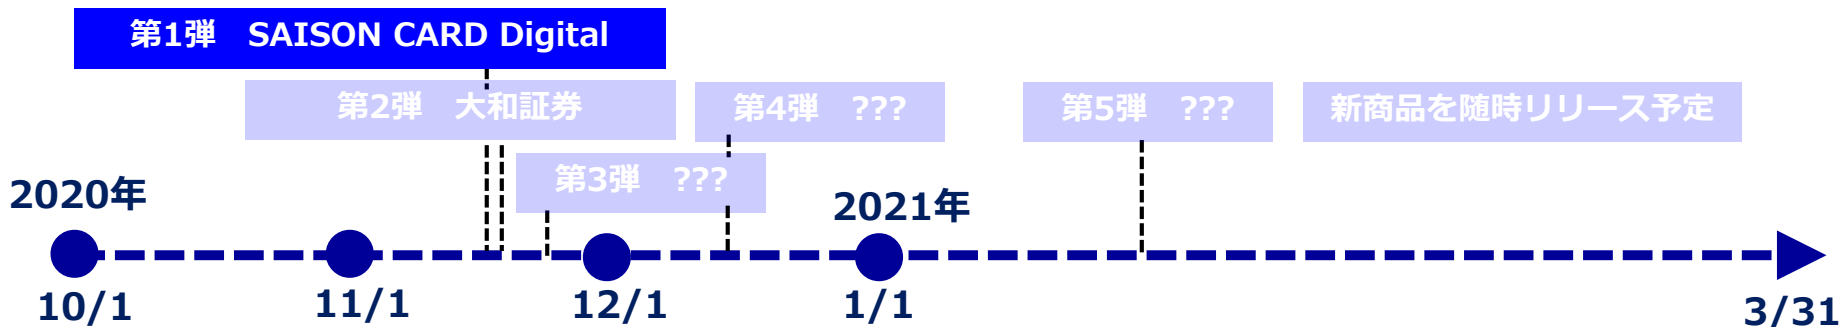 第1弾　SAISON CARD Digital
第2弾　大和証券
第4弾　???
第5弾　???
新商品を随時リリース予定
第3弾　???
2020年
2021年
10/1
11/1
12/1
1/1
3/31